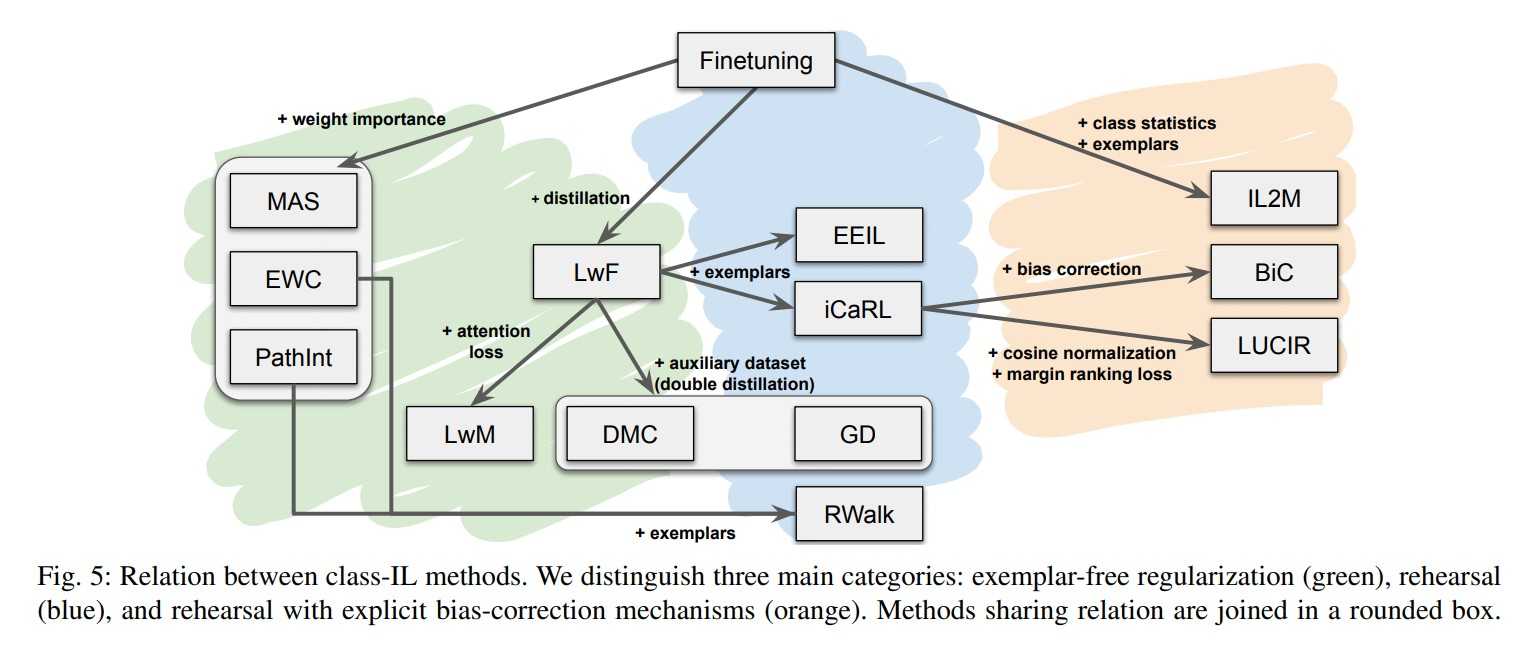 Finetuning
+ weight importance
+ class statistics
+ exemplars
MAS
+ distillation
IL2M
EEIL
EWC
LwF
+ exemplars
+ bias correction
BiC
iCaRL
PathInt
+ attention
loss
+ auxiliary dataset
(double distillation)
+ cosine normalization
+ margin ranking loss
LUCIR
LwM
DMC
GD
RWalk
+ exemplars
Fig. 5: Relation between class-IL methods. We distinguish three main categories: exemplar-free regularization (green), rehearsal
(blue), and rehearsal with explicit bias-correction mechanisms (orange). Methods sharing relation are joined in a rounded box.